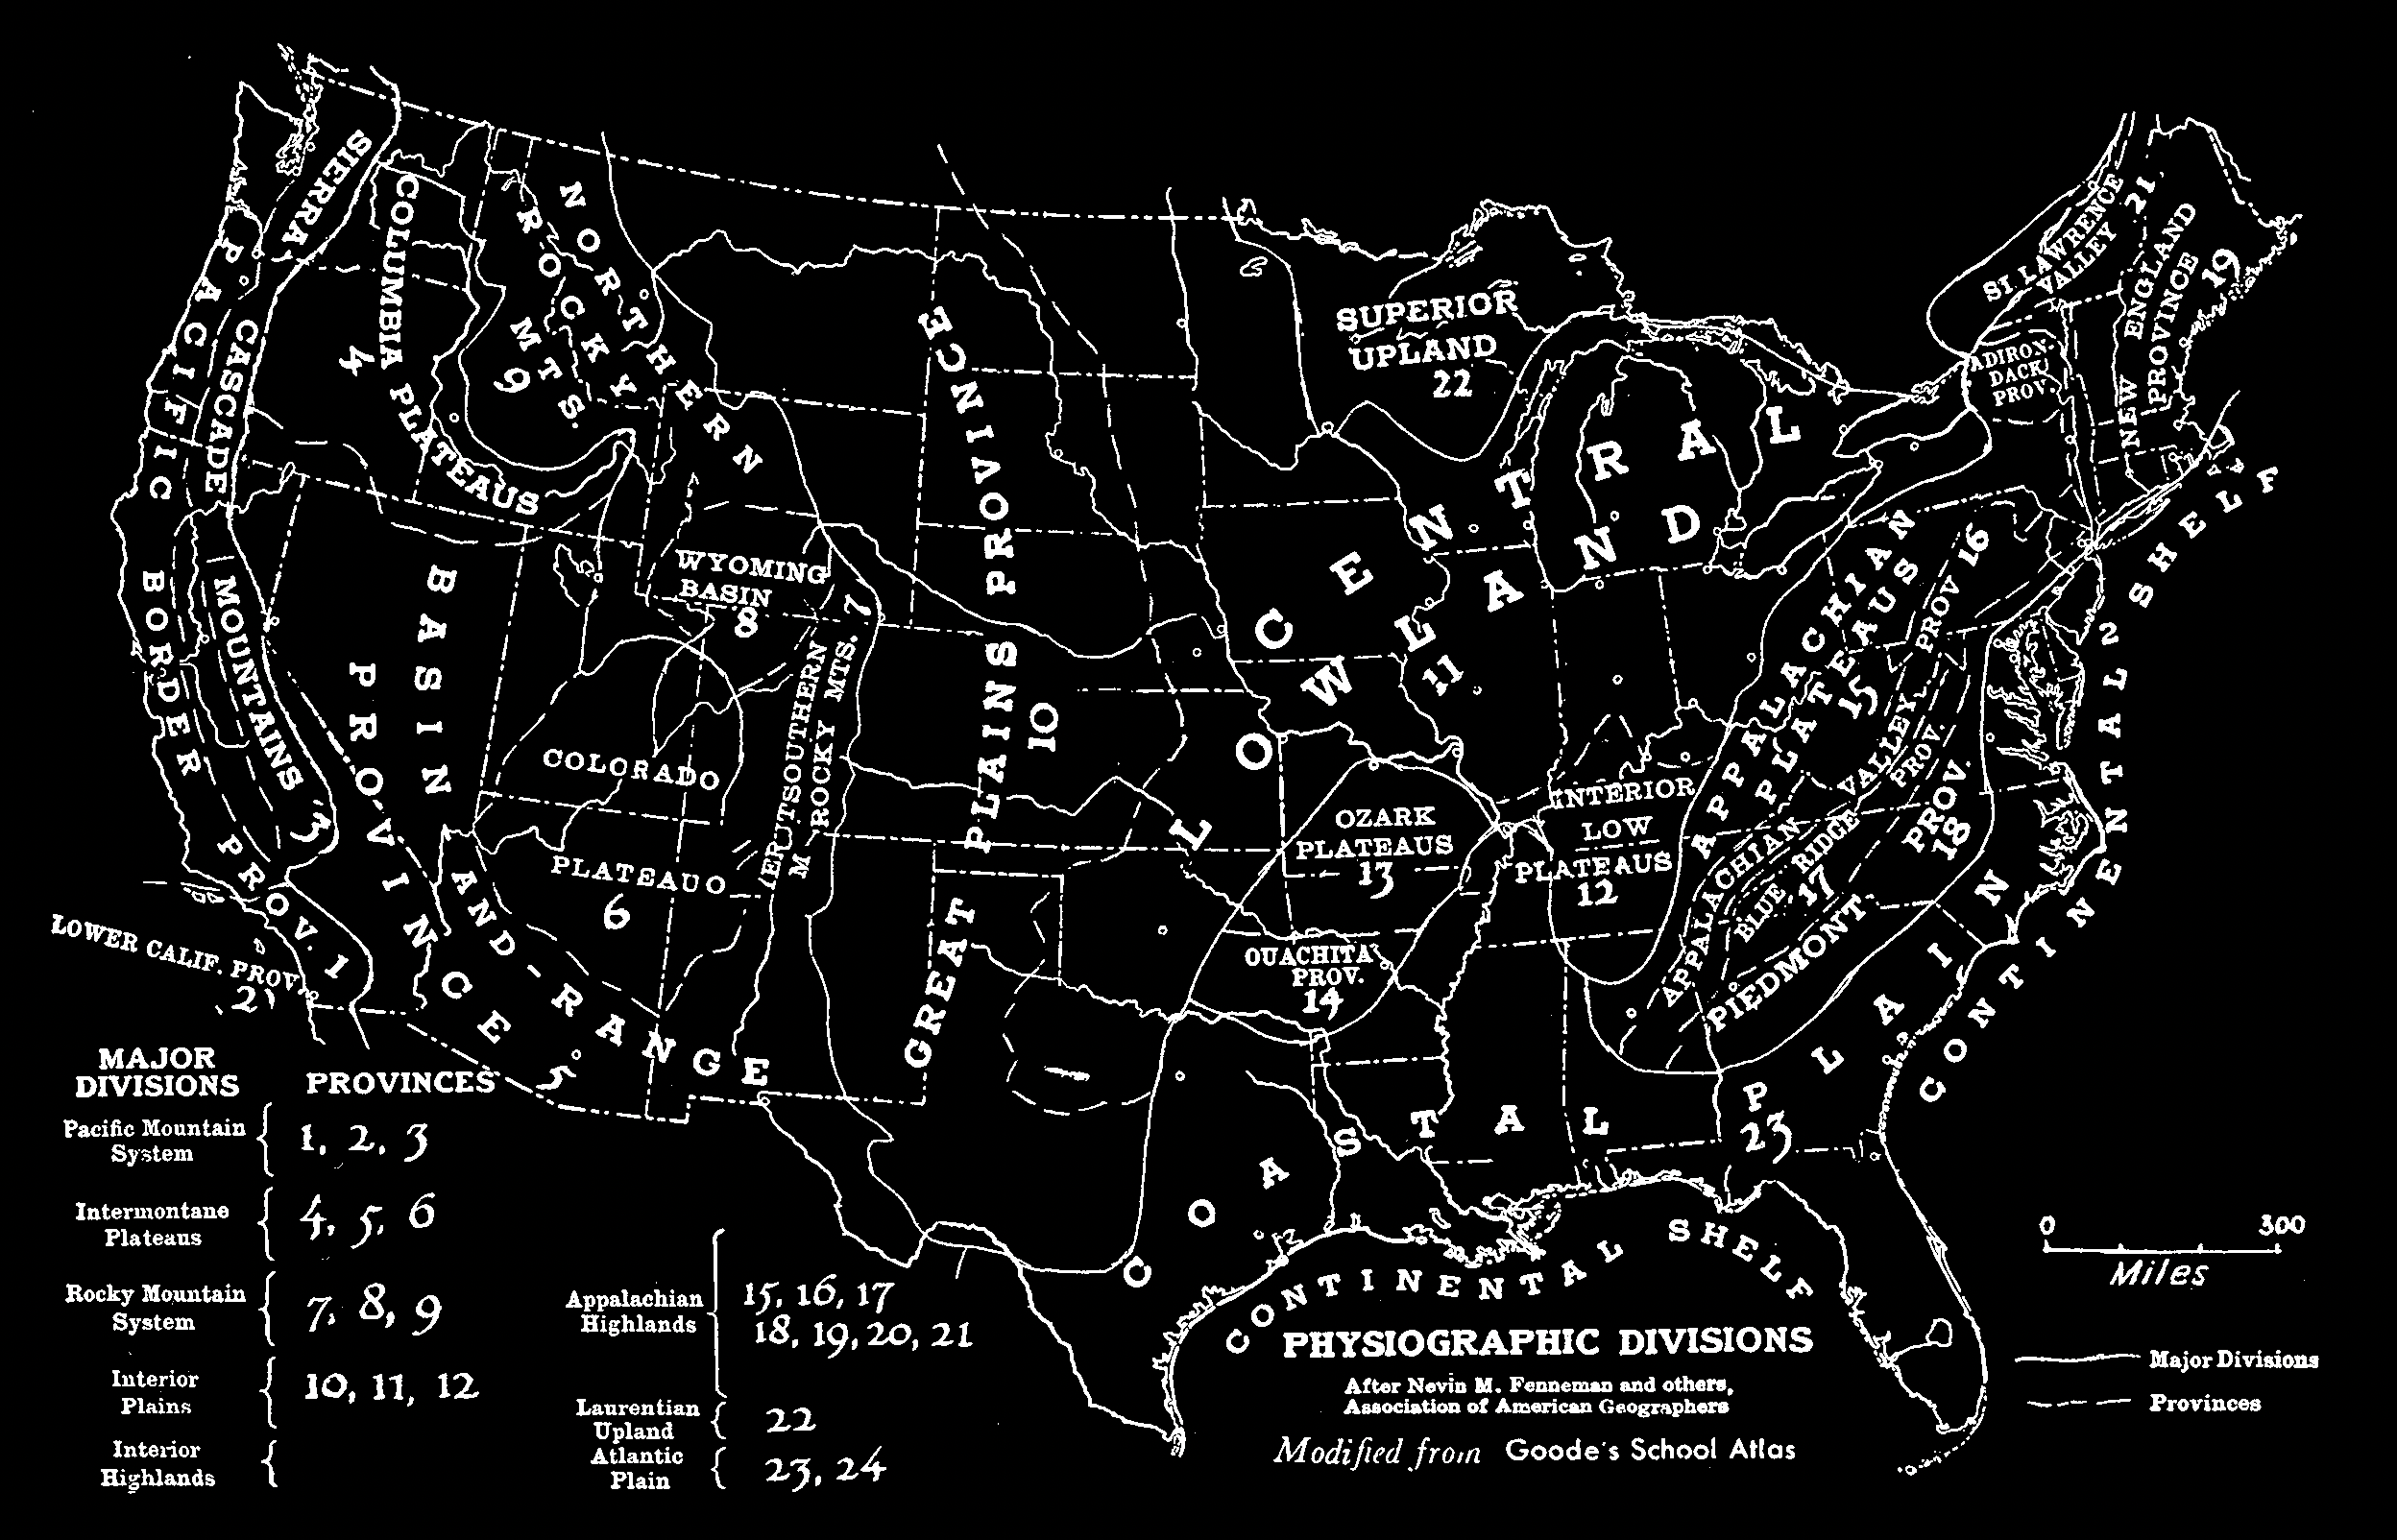 SIERRA
CASCADE
MOUNTAINS 3
PACIFIC BORDER PROV. 1
LOWER CALIF. PROV.
2
COLUMBIA PLATEAUS
4
NORTHERN
ROCKY
MTS.
9
BASIN
AND-RANGE
PROVINCE
5
WYOMING
BASIN
8
SOUTHERN
ROCKY MTS.
7
COLORADO
PLATEAU
6
GREAT PLAINS PROVINCE
10
SUPERIOR
UPLAND
22
CENTRAL
LOWLAND
11
OZARK
PLATEAUS
13
OUACHITA
PROV.
14
INTERIOR
LOW
PLATEAUS
12
APPALACHIAN
PLATEAUS
15
APPALACHIAN VALLEY PROV 16
BLUE RIDGE PROV.
17
PIEDMONT PROV.
18
ST. LAWRENCE
VALLEY
21
NEW ENGLAND
PROVINCE
19
ADIRON-
DACK
PROV.
COASTAL PLAIN
23
CONTINENTAL SHELF
CONTINENTAL SHELF
MAJOR
DIVISIONS
PROVINCES
Pacific Mountain
System
1, 2, 3
Intermontane
Plateaus
4, 5, 6
Rocky Mountain
System
7, 8, 9
Interior
Plains
10, 11, 12
Interior
Highlands
Appalachian
Highlands
15, 16, 17
18, 19, 20, 21
Laurentian
Upland
22
Atlantic
Plain
23, 24
0 300
Miles
PHYSIOGRAPHIC DIVISIONS
After Nevin M. Fenneman and others,
Association of American Geographers
Modified from Goode's School Atlas
Major Divisions
Provinces